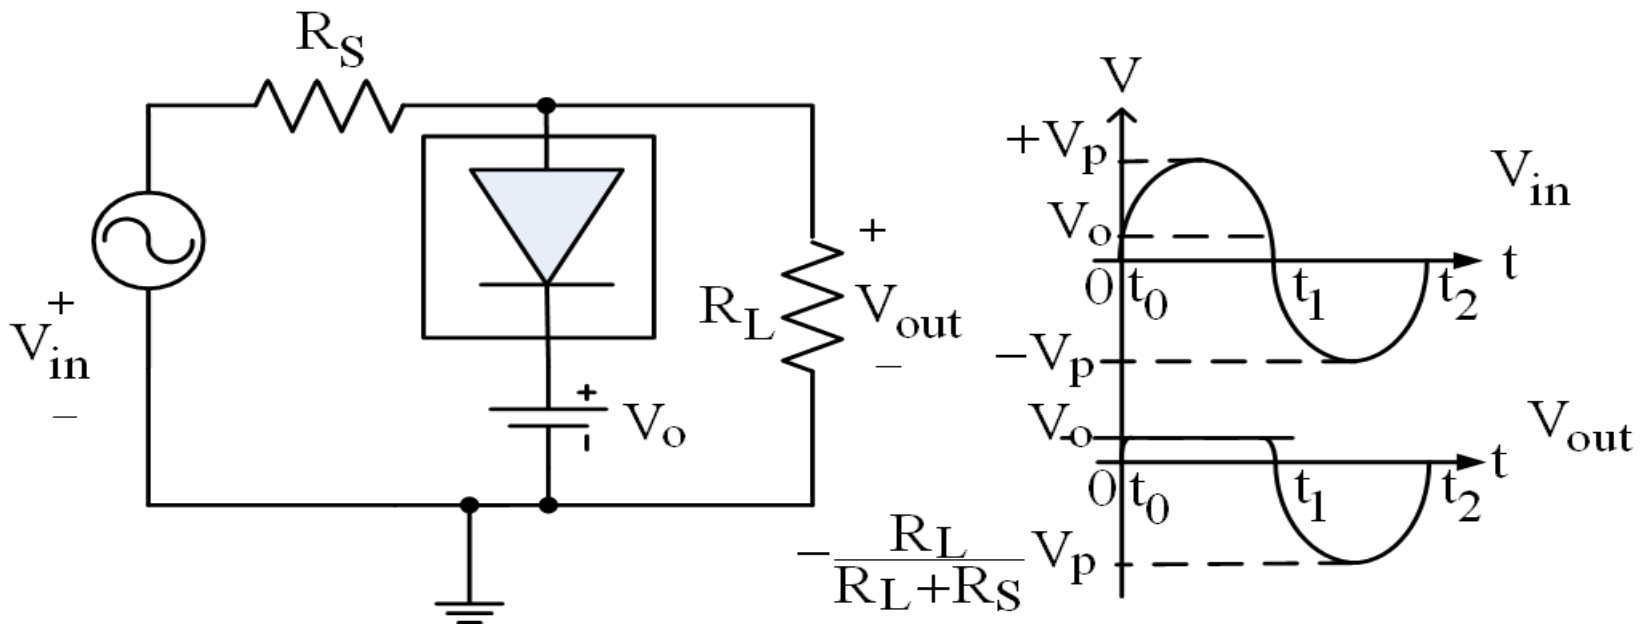 R_S
+
V_in
–
+
-
V_o
R_L
+
V_out
–
V
+V_p
V_o
0
t_0
t_1
t_2
t
-V_p
V_in
V_o
0
t_0
t_1
t_2
t
V_out
-\frac{R_L}{R_L+R_S} V_p